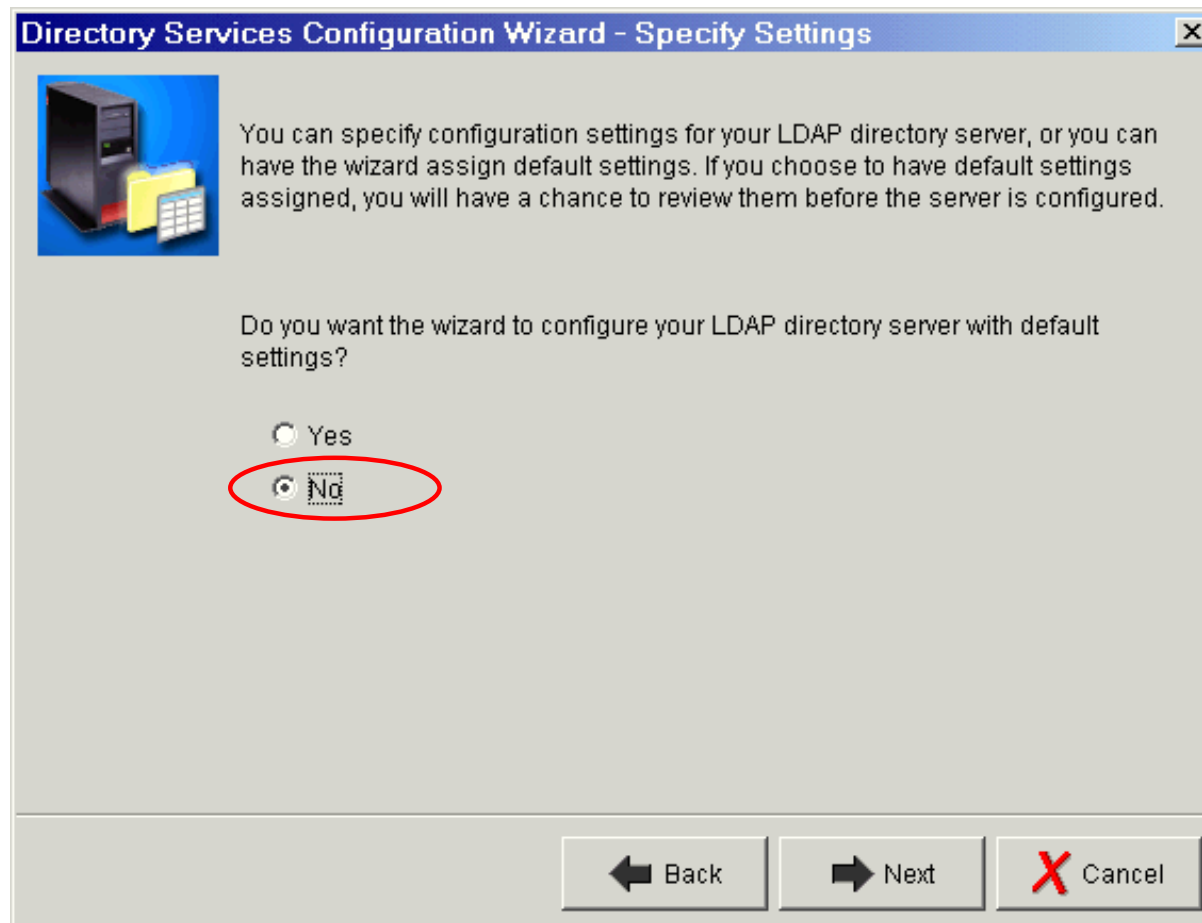 Directory Services Configuration Wizard - Specify Settings
You can specify configuration settings for your LDAP directory server, or you can
have the wizard assign default settings. If you choose to have default settings
assigned, you will have a chance to review them before the server is configured.
Do you want the wizard to configure your LDAP directory server with default
settings?
Yes
No
Back
Next
Cancel